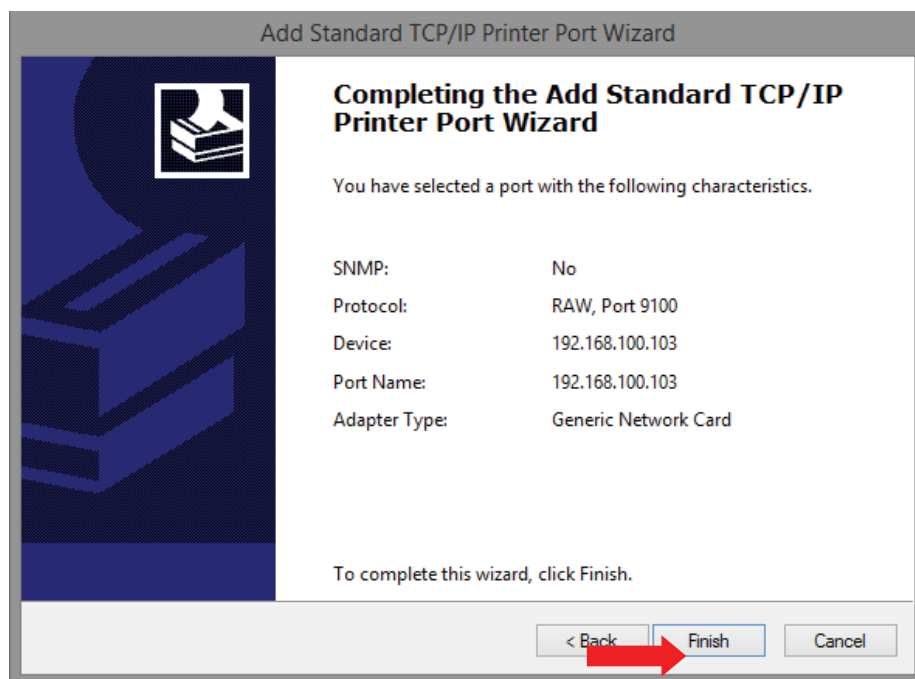 Add Standard TCP/IP Printer Port Wizard
Completing the Add Standard TCP/IP
Printer Port Wizard
You have selected a port with the following characteristics.
SNMP: No
Protocol: RAW, Port 9100
Device: 192.168.100.103
Port Name: 192.168.100.103
Adapter Type: Generic Network Card
To complete this wizard, click Finish.
< Back Finish Cancel